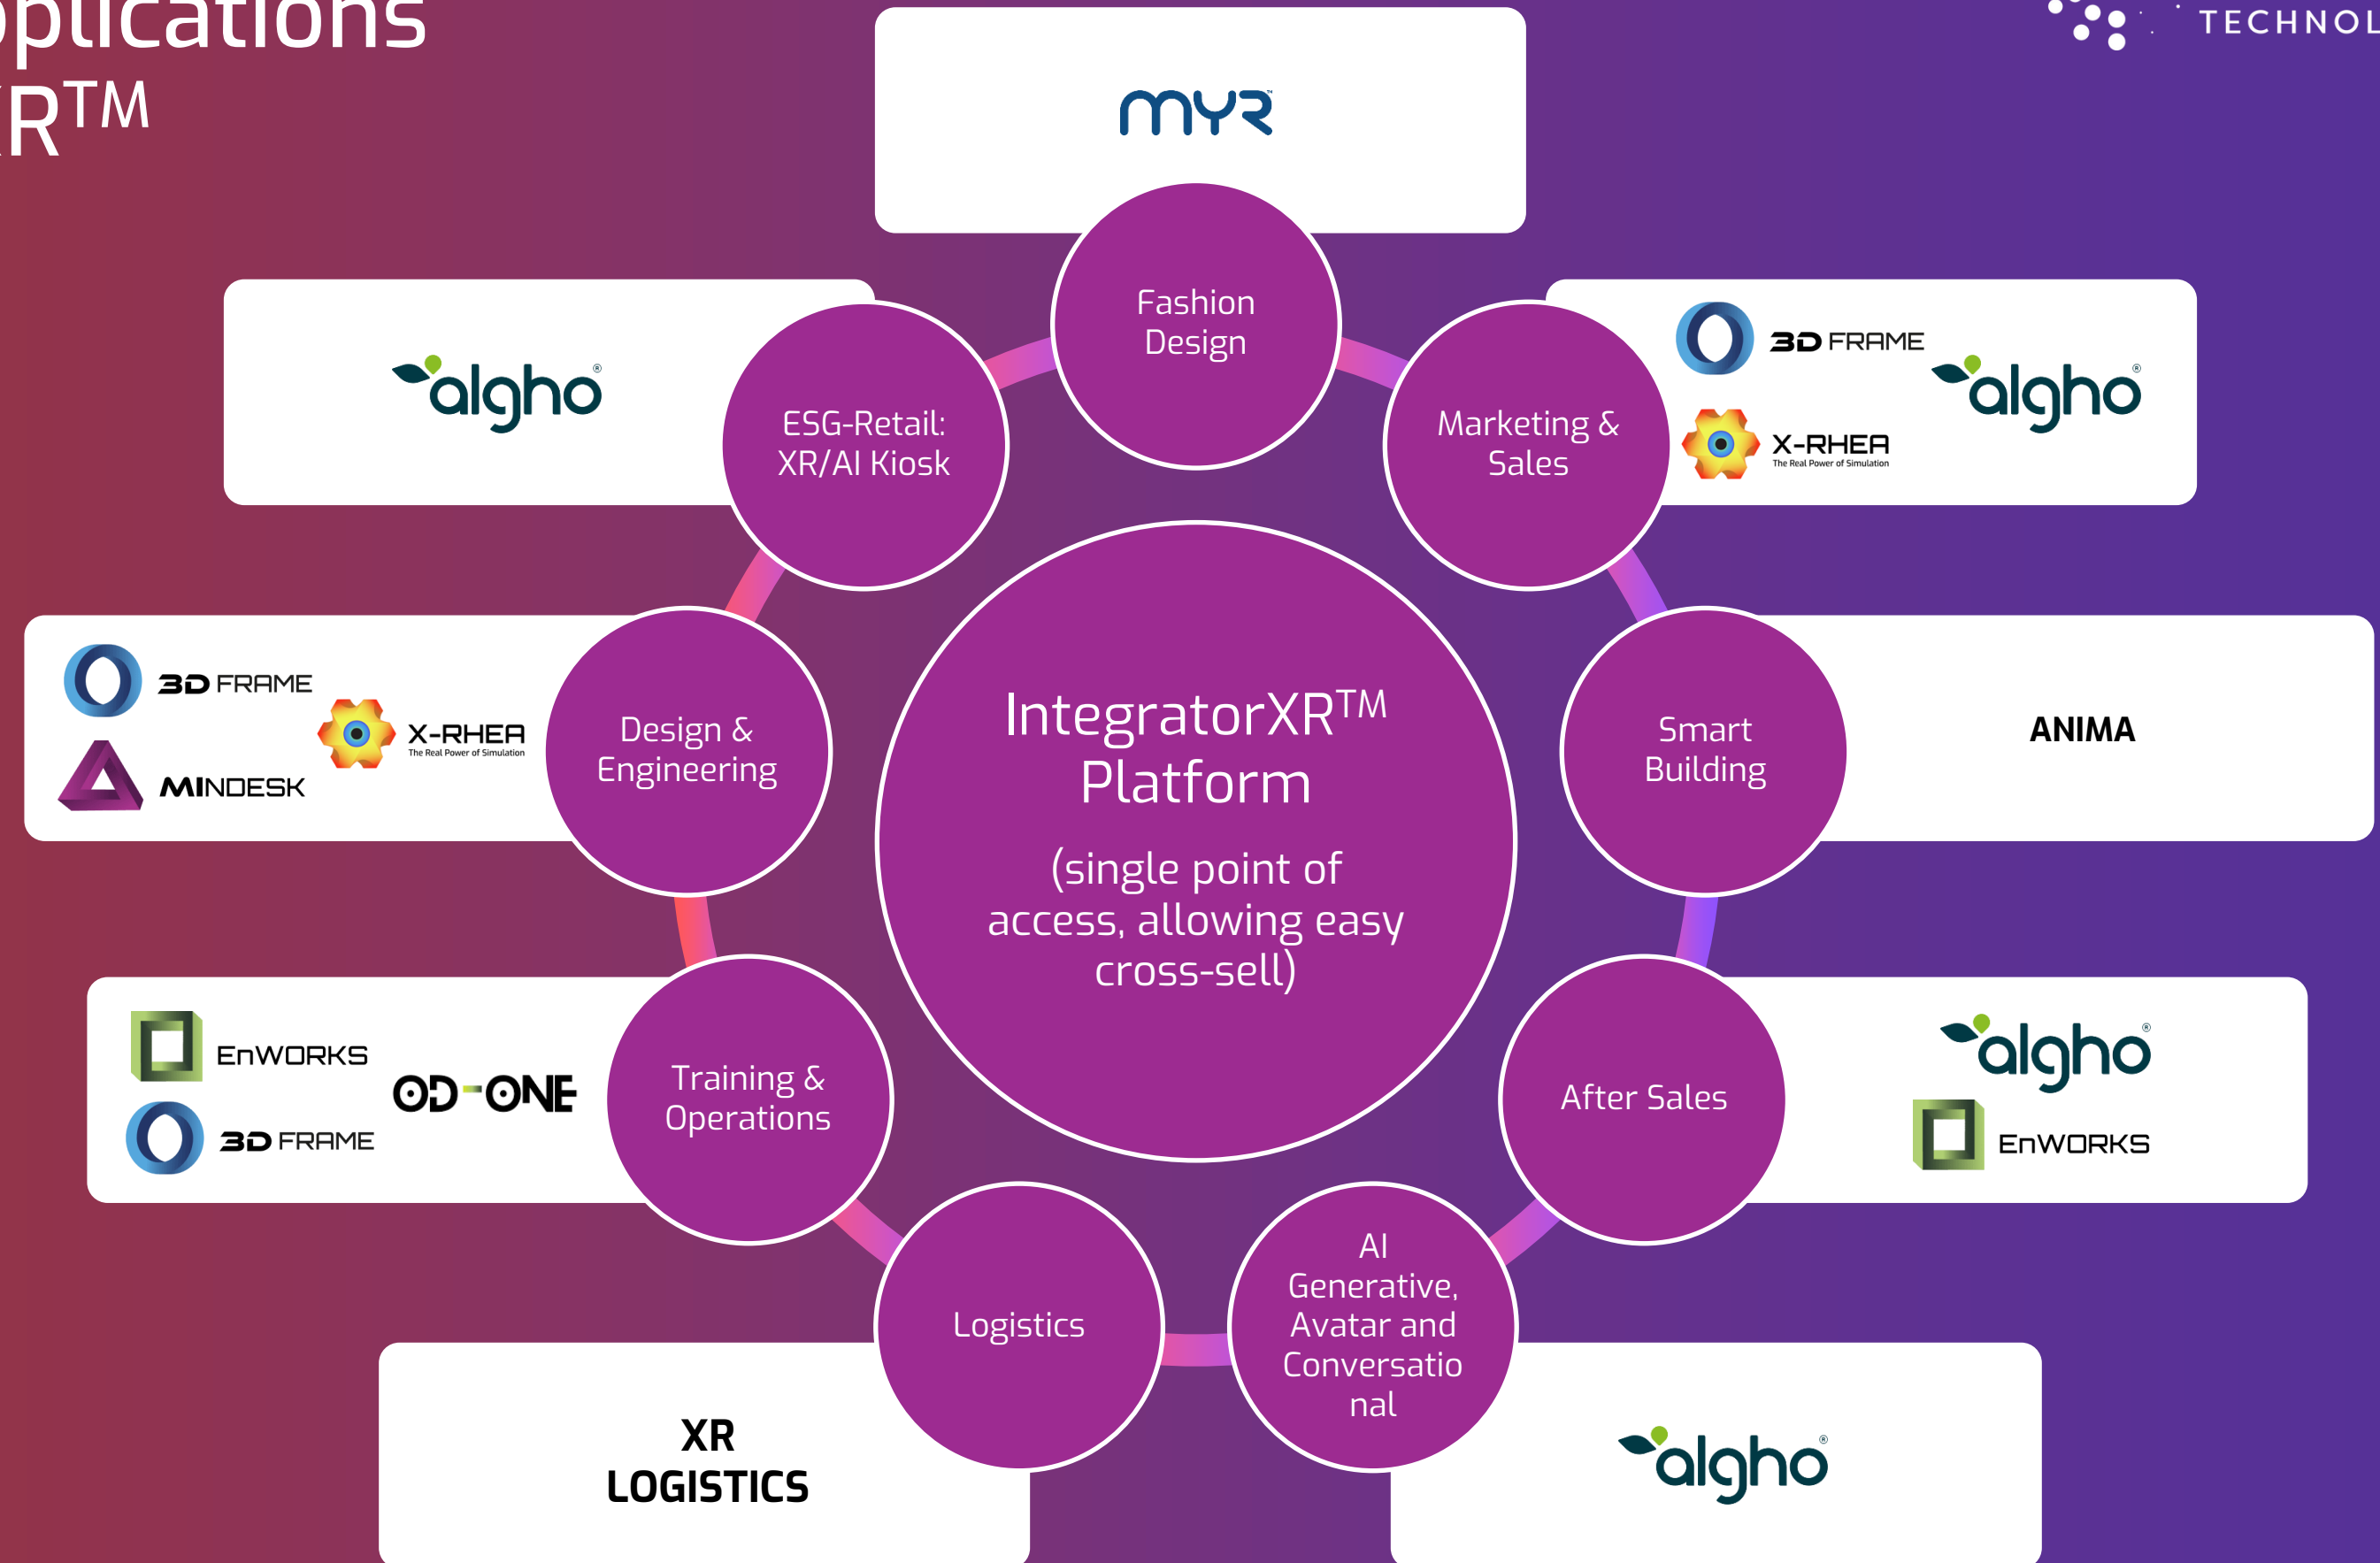 pplications
XR™
TECHNOL
MYR™
Fashion
Design
algho®
ESG-Retail:
XR/AI Kiosk
Marketing &
Sales
3D FRAME
algho®
X-RHEA
The Real Power of Simulation
3D FRAME
X-RHEA
The Real Power of Simulation
MINDESK
Design &
Engineering
IntegratorXR™
Platform
(single point of
access, allowing easy
cross-sell)
Smart
Building
ANIMA
EnWORKS
OD-ONE
3D FRAME
Training &
Operations
After Sales
algho®
EnWORKS
Logistics
XR
LOGISTICS
AI
Generative,
Avatar and
Conversatio
nal
algho®